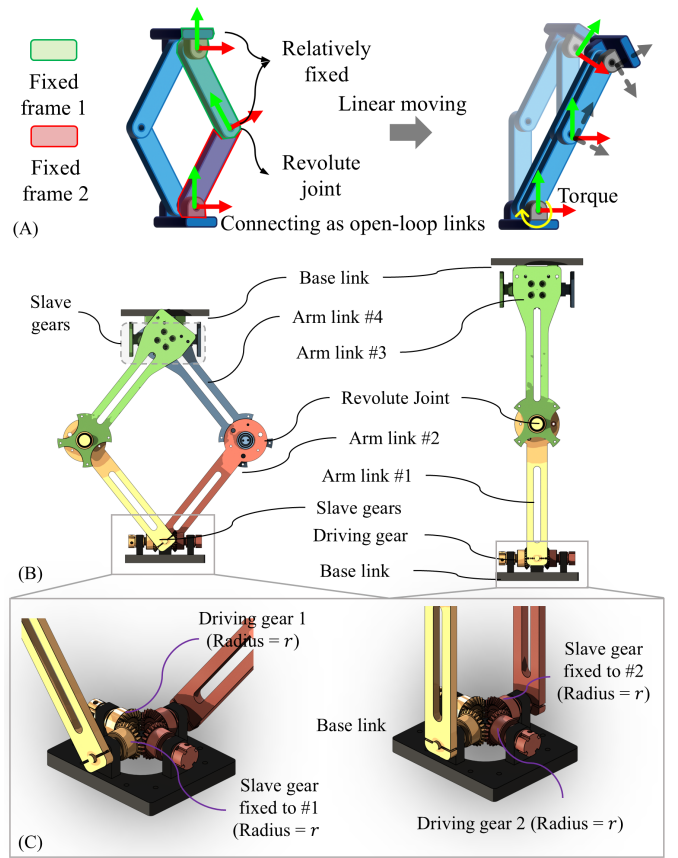 (A)
Fixed
frame 1
Fixed
frame 2
Relatively
fixed
Revolute
joint
Linear moving
Torque
Connecting as open-loop links
Slave
gears
Base link
Arm link #4
Arm link #3
Revolute Joint
Arm link #2
Arm link #1
Slave gears
Driving gear
Base link
(B)
Driving gear 1
(Radius = r)
Slave gear
fixed to #1
(Radius = r
Base link
Slave gear
fixed to #2
(Radius = r)
Driving gear 2 (Radius = r)
(C)